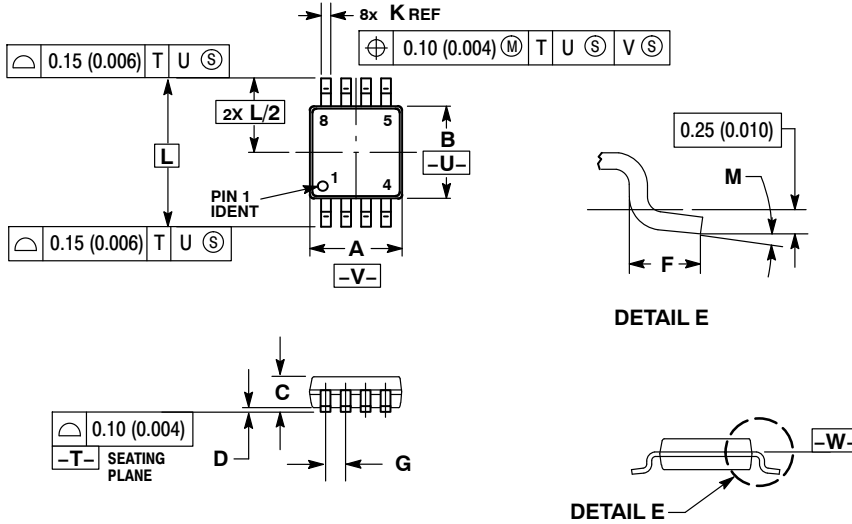 8x K REF
⌖ 0.10 (0.004) Ⓜ T U Ⓢ V Ⓢ
⌓ 0.15 (0.006) T U Ⓢ
2X L/2
8 5
0.25 (0.010)
B
–U–
L
M
PIN 1
IDENT
1
4
⌓ 0.15 (0.006) T U Ⓢ
A
–V–
F
DETAIL E
C
⌓ 0.10 (0.004)
–T– SEATING
PLANE
D
G
–W–
DETAIL E